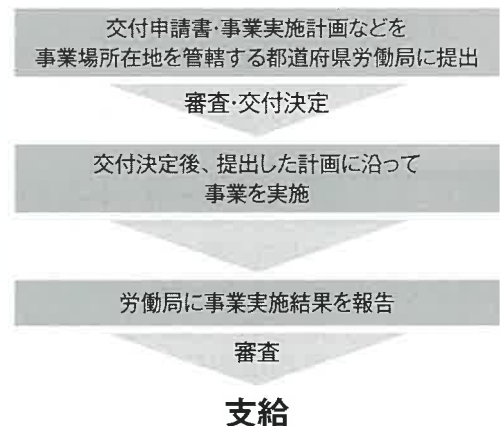 交付申請書・事業実施計画などを
事業場所在地を管轄する都道府県労働局に提出
審査・交付決定
交付決定後、提出した計画に沿って
事業を実施
労働局に事業実施結果を報告
審査
支給